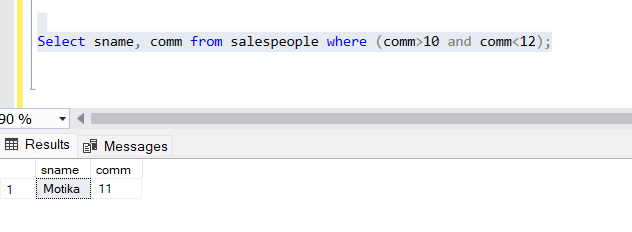 Select sname, comm from salespeople where (comm>10 and comm<12);
90 %
Results Messages
sname comm
1 Motika 11